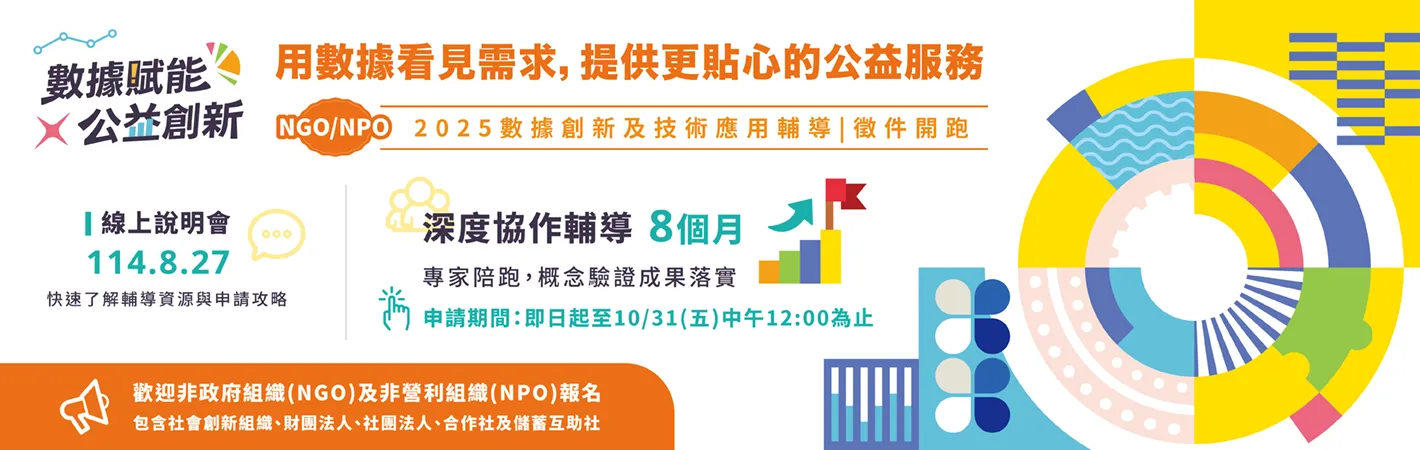 數據賦能
公益創新
用數據看見需求，提供更貼心的公益服務
NGO/NPO
2025數據創新及技術應用輔導|徵件開跑
線上說明會
114.8.27
快速了解輔導資源與申請攻略
深度協作輔導 8個月
專家陪跑，概念驗證成果落實
申請期間：即日起至10/31(五)中午12:00為止
歡迎非政府組織(NGO)及非營利組織(NPO)報名
包含社會創新組織、財團法人、社團法人、合作社及儲蓄互助社